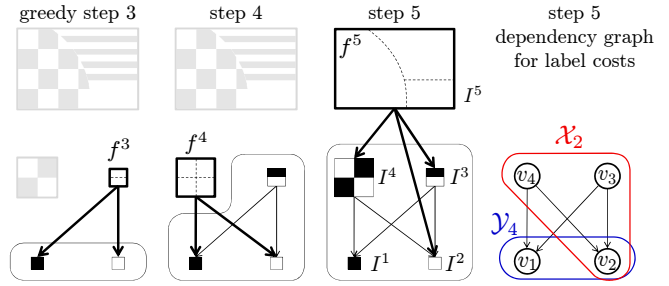 greedy step 3
step 4
step 5
step 5
dependency graph
for label costs
f^5
I^5
f^3
f^4
I^4
I^3
I^1
I^2
𝒳_2
v_4
v_3
𝒴_4
v_1
v_2